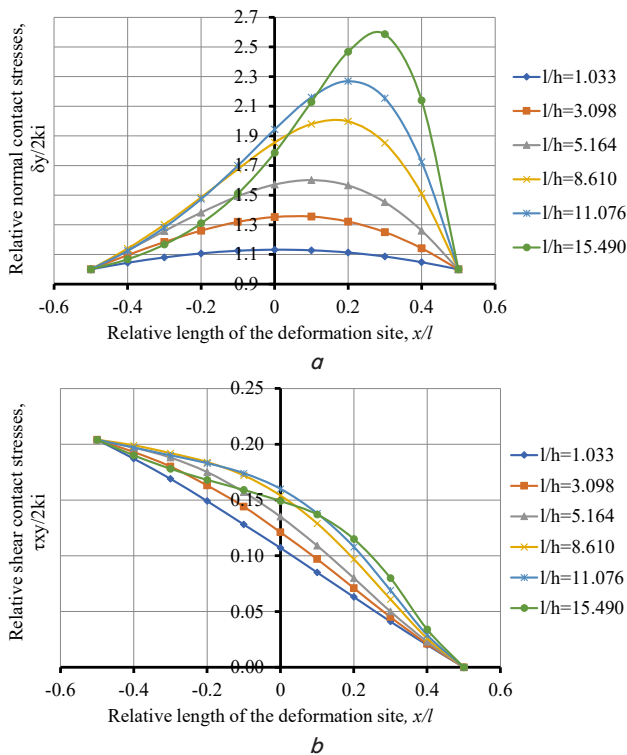 2.7
2.5
2.3
2.1
1.9
1.7
1.5
1.3
1.1
0.9
-0.6
-0.4
-0.2
0
0.2
0.4
0.6
Relative normal contact stresses,
δy/2ki
Relative length of the deformation site, x/l
l/h=1.033
l/h=3.098
l/h=5.164
l/h=8.610
l/h=11.076
l/h=15.490
a
0.25
0.20
0.15
0.10
0.05
0.00
-0.6
-0.4
-0.2
0
0.2
0.4
0.6
Relative shear contact stresses,
τxy/2ki
Relative length of the deformation site, x/l
l/h=1.033
l/h=3.098
l/h=5.164
l/h=8.610
l/h=11.076
l/h=15.490
b